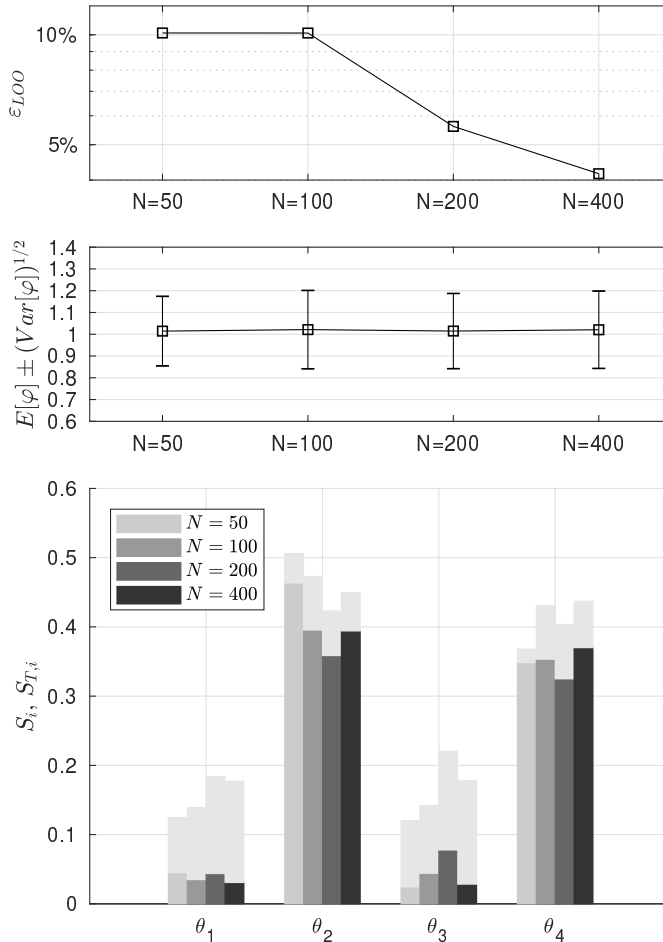 10%
5%
ε_LOO
N=50 N=100 N=200 N=400
1.4
1.3
1.2
1.1
1
0.9
0.8
0.7
0.6
E[φ] ± (Var[φ])^1/2
N=50 N=100 N=200 N=400
0.6
0.5
0.4
0.3
0.2
0.1
0
S_i, S_T,i
N = 50
N = 100
N = 200
N = 400
θ_1 θ_2 θ_3 θ_4